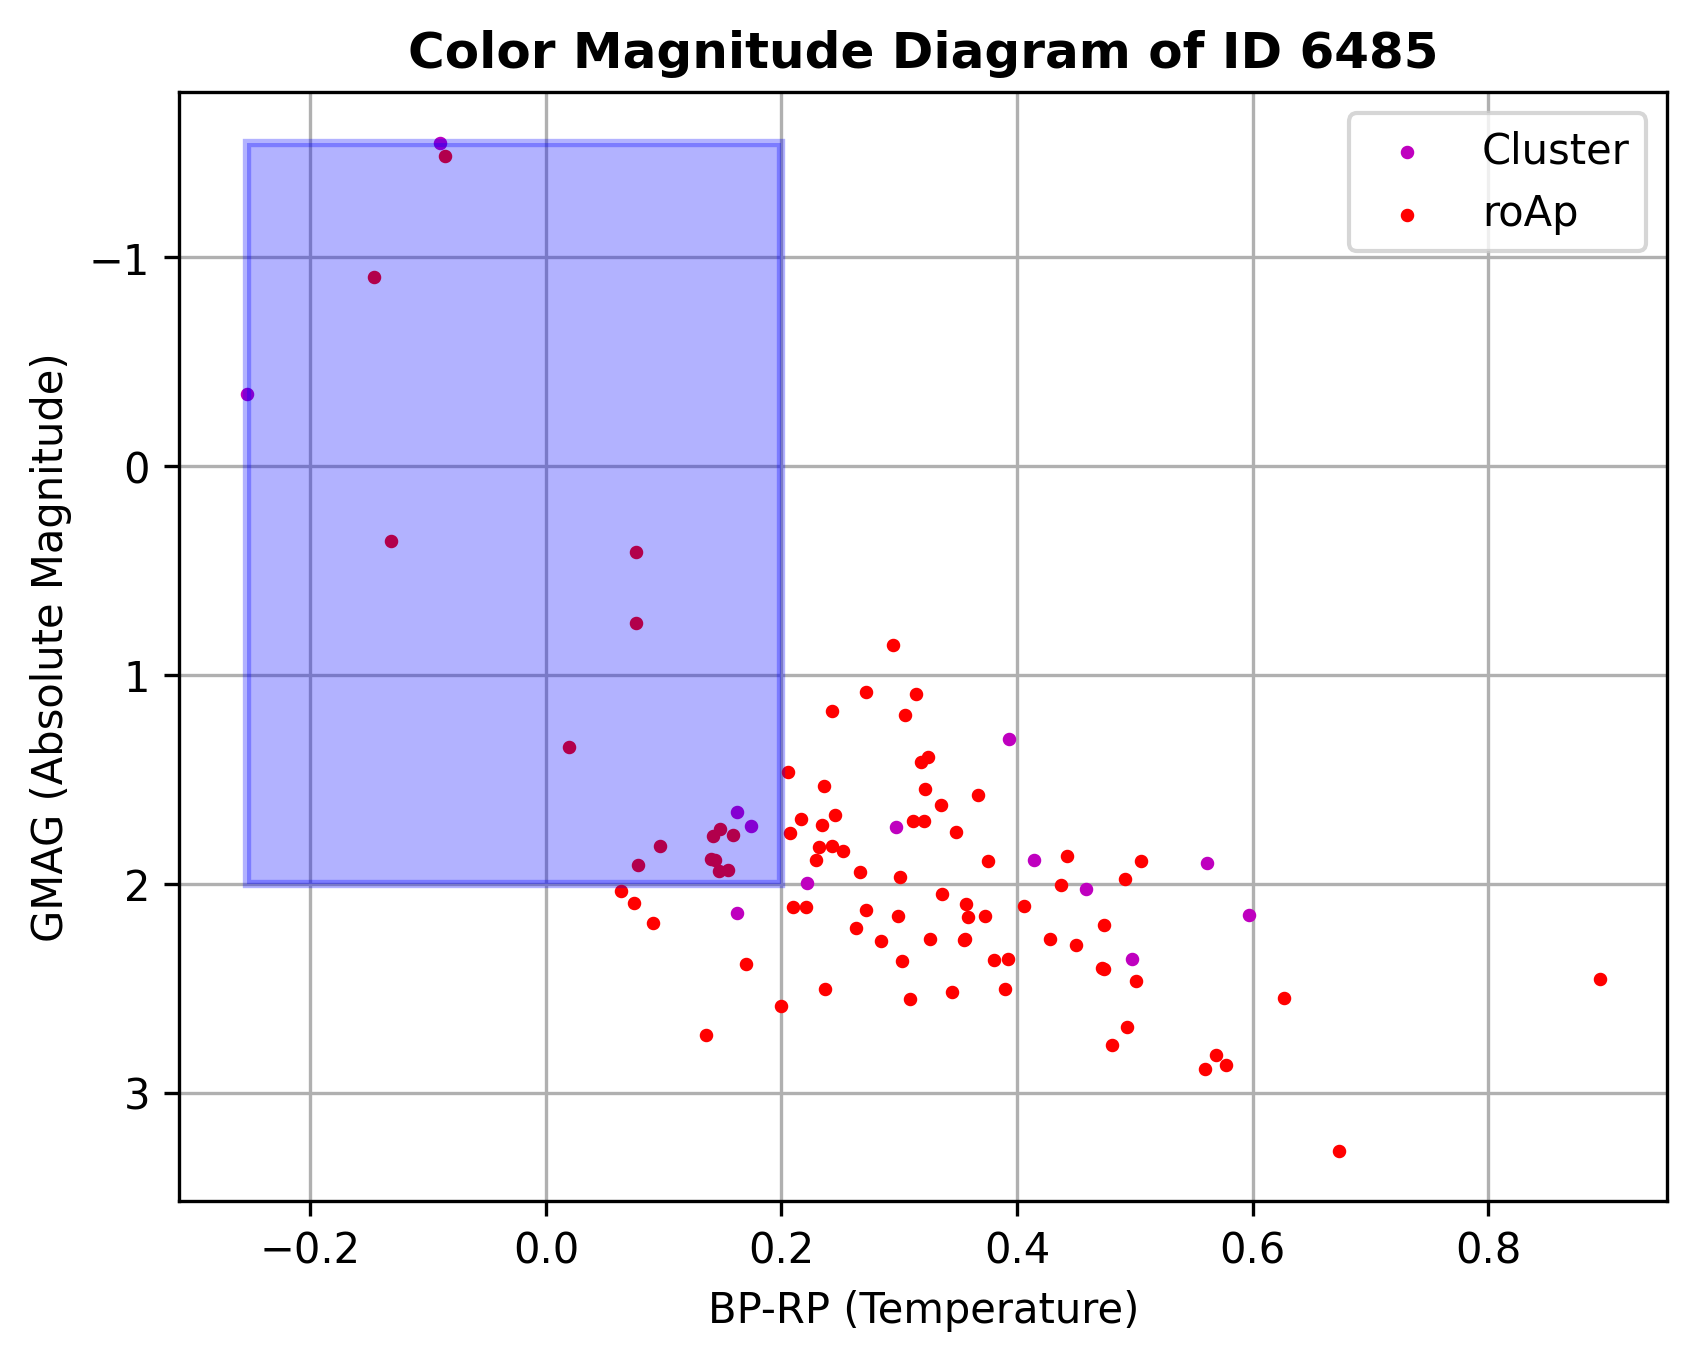 Color Magnitude Diagram of ID 6485
Cluster
roAp
GMAG (Absolute Magnitude)
−1
0
1
2
3
−0.2 0.0 0.2 0.4 0.6 0.8
BP-RP (Temperature)